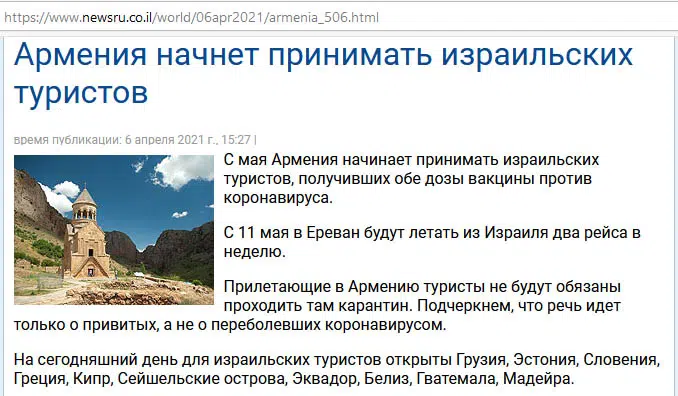 https://www.newsru.co.il/world/06apr2021/armenia_506.html
Армения начнет принимать израильских
туристов
время публикации: 6 апреля 2021 г., 15:27 |
С мая Армения начинает принимать израильских
туристов, получивших обе дозы вакцины против
коронавируса.
С 11 мая в Ереван будут летать из Израиля два рейса в
неделю.
Прилетающие в Армению туристы не будут обязаны
проходить там карантин. Подчеркнем, что речь идет
только о привитых, а не о переболевших коронавирусом.
На сегодняшний день для израильских туристов открыты Грузия, Эстония, Словения,
Греция, Кипр, Сейшельские острова, Эквадор, Белиз, Гватемала, Мадейра.